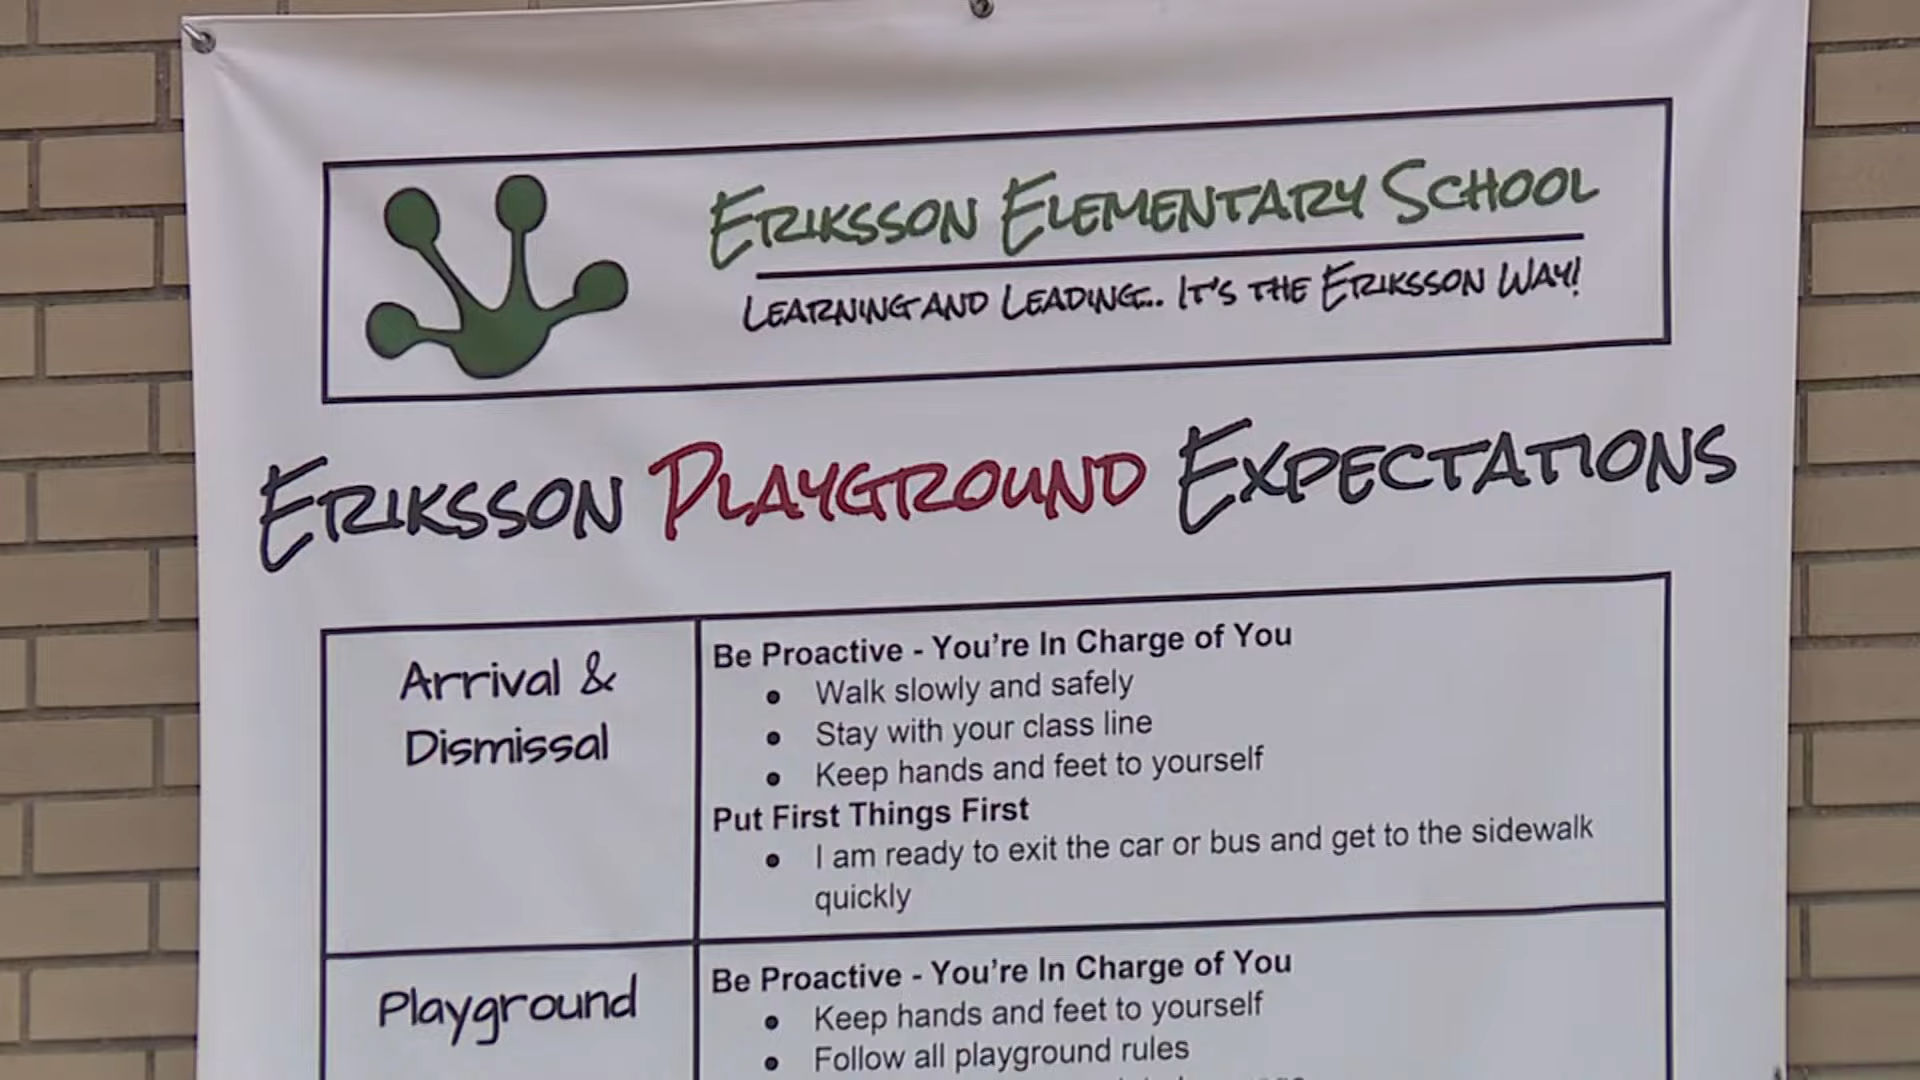 ERIKSSON ELEMENTARY SCHOOL
LEARNING AND LEADING... IT'S THE ERIKSSON WAY!
ERIKSSON PLAYGROUND EXPECTATIONS
Arrival &
Dismissal
Be Proactive - You're In Charge of You
• Walk slowly and safely
• Stay with your class line
• Keep hands and feet to yourself
Put First Things First
• I am ready to exit the car or bus and get to the sidewalk
quickly
Playground
Be Proactive - You're In Charge of You
• Keep hands and feet to yourself
• Follow all playground rules